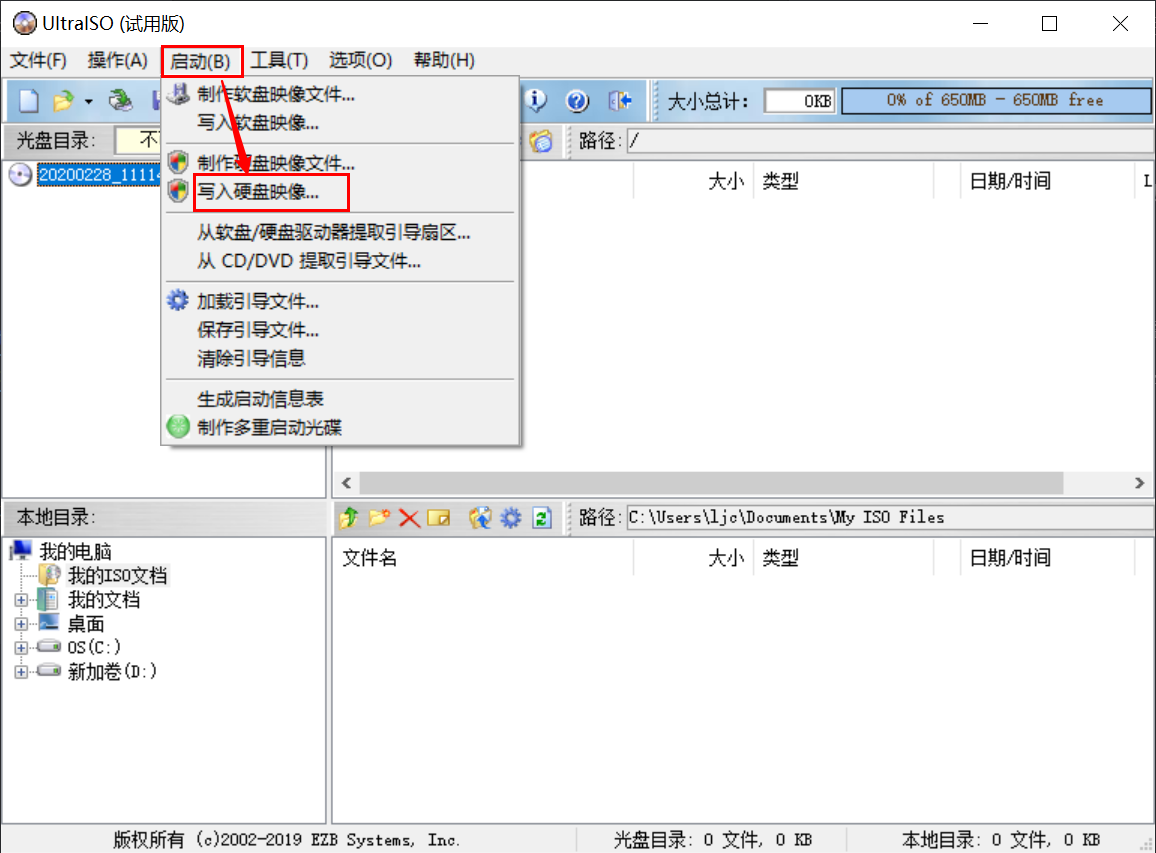 UltraISO (试用版)
文件(F) 操作(A) 启动(B) 工具(T) 选项(O) 帮助(H)
大小总计: 0KB 0% of 650MB - 650MB free
光盘目录: 不 路径: /
20200228_1111
大小 类型 日期/时间 L
制作软盘映像文件...
写入软盘映像...
制作硬盘映像文件...
写入硬盘映像...
从软盘/硬盘驱动器提取引导扇区...
从 CD/DVD 提取引导文件...
加载引导文件...
保存引导文件...
清除引导信息
生成启动信息表
制作多重启动光碟
本地目录: 路径: C:\Users\ljc\Documents\My ISO Files
文件名 大小 类型 日期/时间
我的电脑
我的ISO文档
我的文档
桌面
OS(C:)
新加卷(D:)
版权所有 (c)2002-2019 EZB Systems, Inc. 光盘目录: 0 文件, 0 KB 本地目录: 0 文件, 0 KB